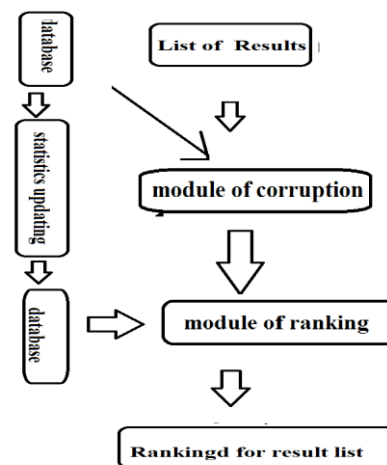 database
List of Results
statistics updating
module of corruption
database
module of ranking
Rankingd for result list